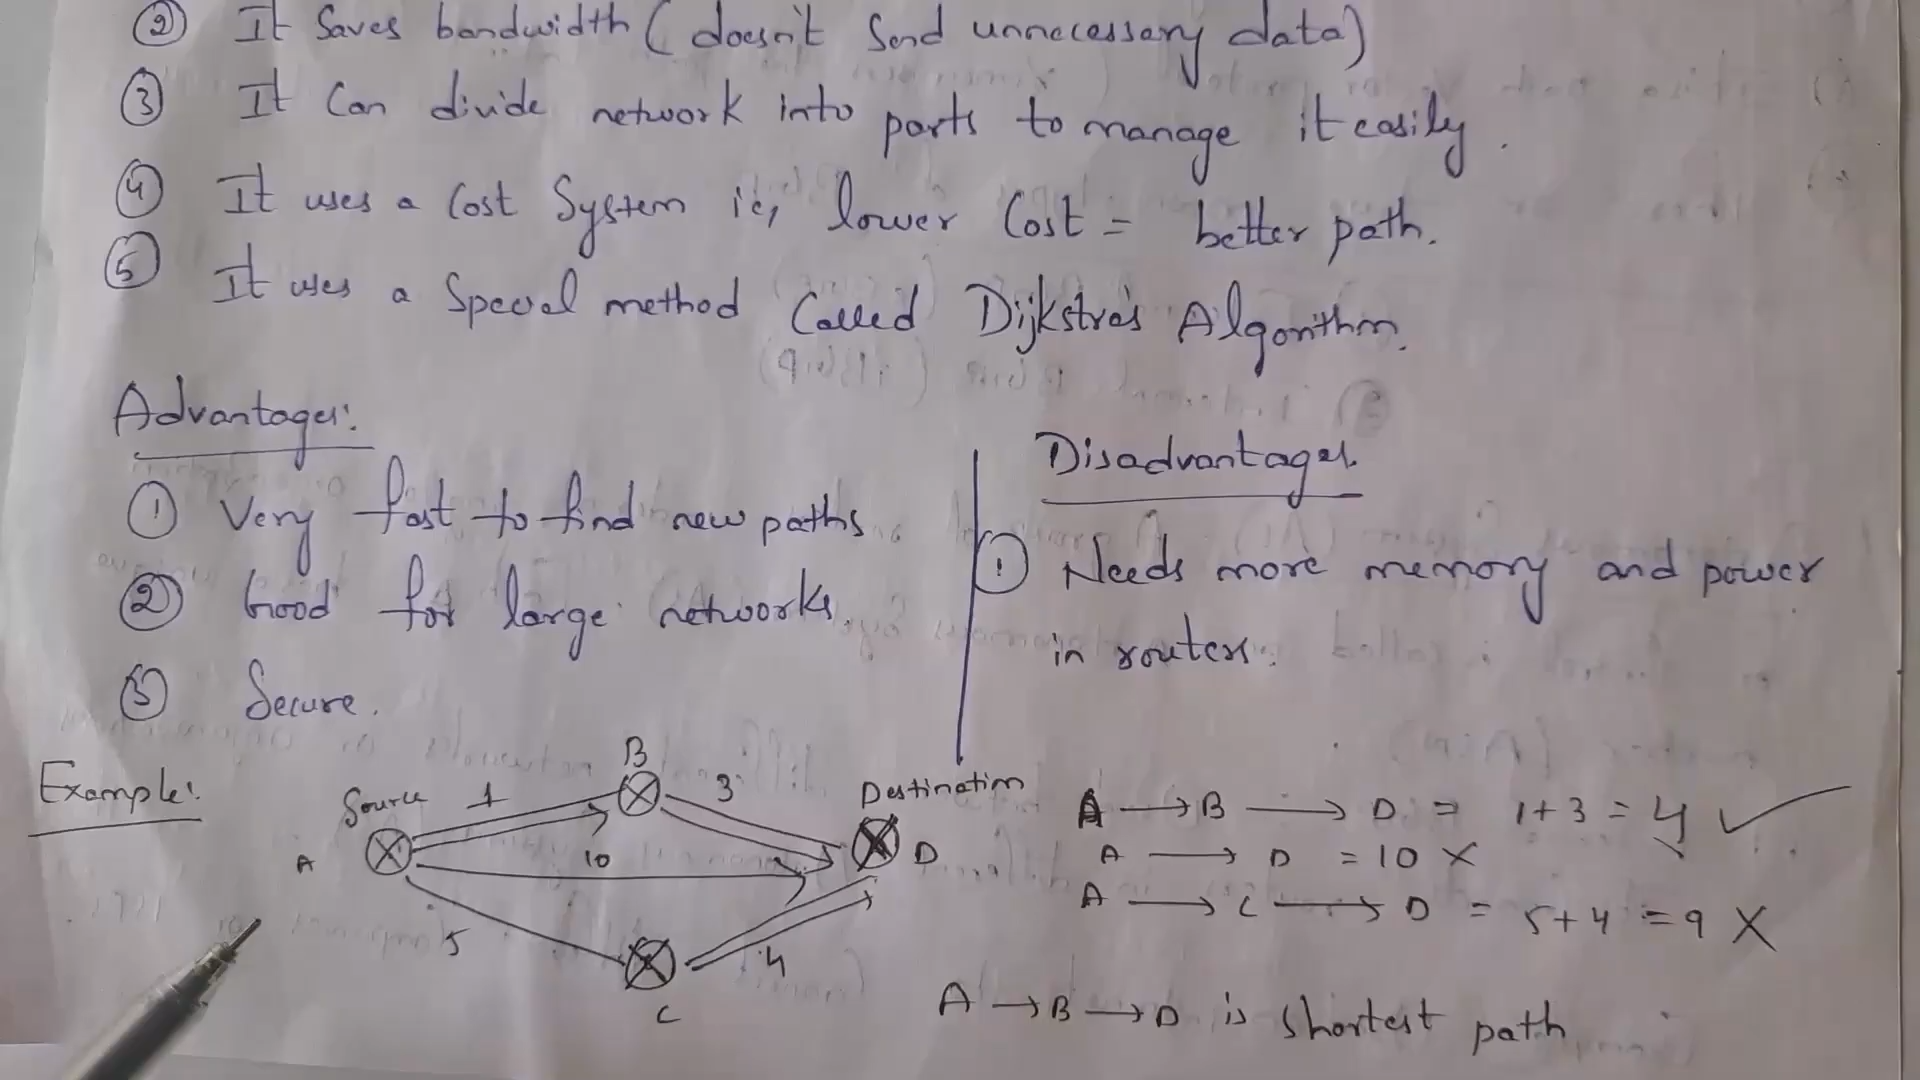 ② It Saves bandwidth (doesn't Send unnecessary data)
③ It Can divide network into parts to manage it easily.
④ It uses a Cost System ie, lower Cost = better path.
⑤ It uses a Special method Called Dijkstra's Algorithm.
Advantages:
① Very fast to find new paths
② Good for large networks.
③ Secure.
Disadvantages.
① Needs more memory and power
in routers.
Example:
Source
A
1
B
3
Destination
D
10
5
C
4
A → B → D = 1+3 = 4 ✓
A → D = 10 X
A → C → D = 5+4 = 9 X
A → B → D is shortest path